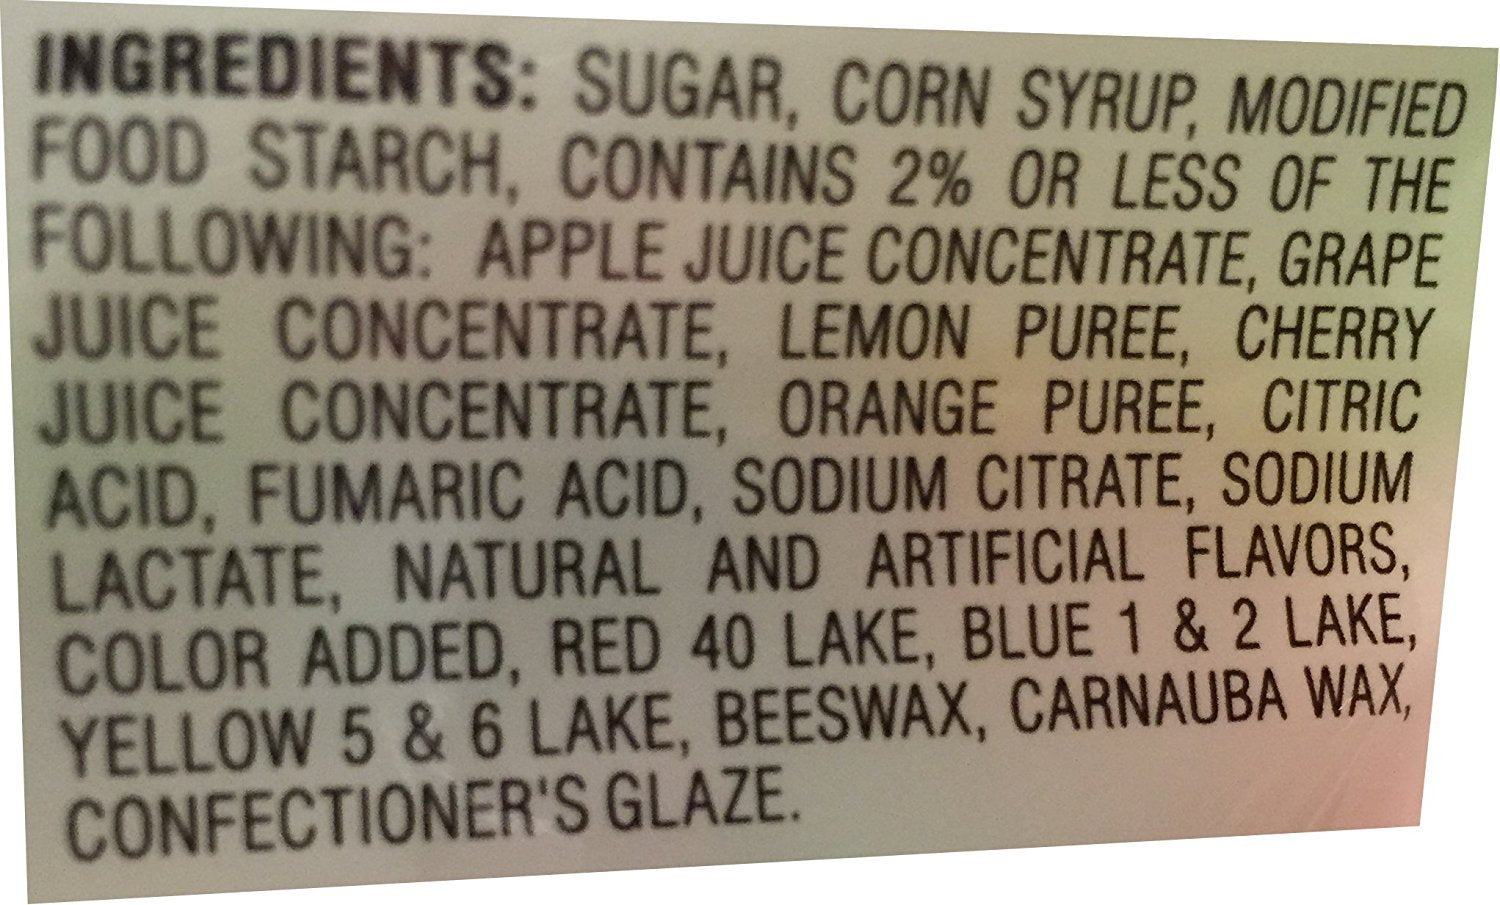 INGREDIENTS: SUGAR, CORN SYRUP, MODIFIED
FOOD STARCH, CONTAINS 2% OR LESS OF THE
FOLLOWING: APPLE JUICE CONCENTRATE, GRAPE
JUICE CONCENTRATE, LEMON PUREE, CHERRY
JUICE CONCENTRATE, ORANGE PUREE, CITRIC
ACID, FUMARIC ACID, SODIUM CITRATE, SODIUM
LACTATE, NATURAL AND ARTIFICIAL FLAVORS,
COLOR ADDED, RED 40 LAKE, BLUE 1 & 2 LAKE,
YELLOW 5 & 6 LAKE, BEESWAX, CARNAUBA WAX,
CONFECTIONER'S GLAZE.